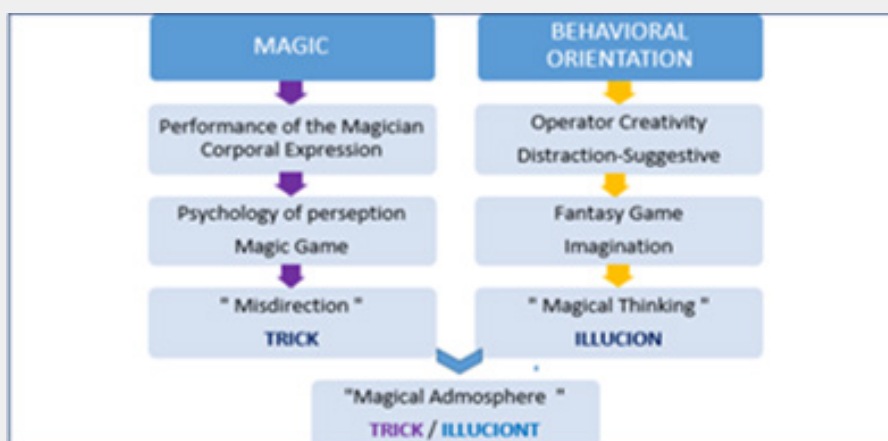 MAGIC
Performance of the Magician
Corporal Expression
Psychology of perseption
Magic Game
" Misdirection "
TRICK
BEHAVIORAL
ORIENTATION
Operator Creativity
Distraction-Suggestive
Fantasy Game
Imagination
" Magical Thinking "
ILLUCION
"Magical Admosphere "
TRICK / ILLUCIONT